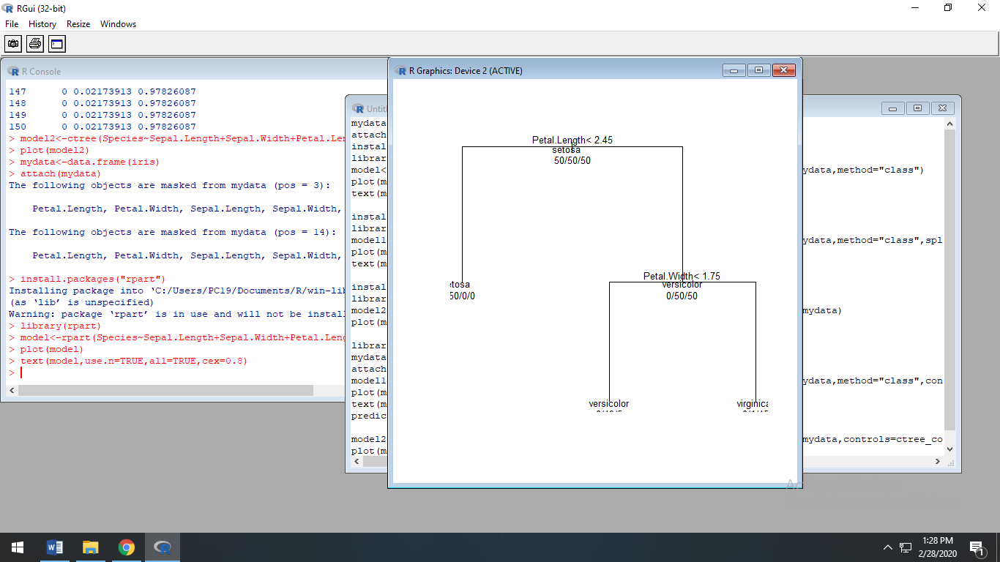 RGui (32-bit)
File History Resize Windows
R Console
147 0 0.02173913 0.97826087
148 0 0.02173913 0.97826087
149 0 0.02173913 0.97826087
150 0 0.02173913 0.97826087
> model2<-ctree(Species~Sepal.Length+Sepal.Width+Petal.Len
> plot(model2)
> mydata<-data.frame(iris)
> attach(mydata)
The following objects are masked from mydata (pos = 3):
Petal.Length, Petal.Width, Sepal.Length, Sepal.Width,
The following objects are masked from mydata (pos = 14):
Petal.Length, Petal.Width, Sepal.Length, Sepal.Width,
> install.packages("rpart")
Installing package into ‘C:/Users/PC19/Documents/R/win-lib
(as ‘lib’ is unspecified)
Warning: package ‘rpart’ is in use and will not be instal
> library(rpart)
> model<-rpart(Species~Sepal.Length+Sepal.Width+Petal.Leng
> plot(model)
> text(model,use.n=TRUE,all=TRUE,cex=0.8)
>
Untitl
mydata
attach
instal
librar
model< ydata,method="class")
plot(m
text(m
instal
librar
model1 ydata,method="class",spl
plot(m
text(m
instal
librar
model2 mydata)
plot(m
librar
mydata
attach
model1 ydata,method="class",con
plot(m
text(m
predic
model2 mydata,controls=ctree_co
plot(m
R Graphics: Device 2 (ACTIVE)
Petal.Length< 2.45
setosa
50/50/50
etosa
50/0/0
Petal.Width< 1.75
versicolor
0/50/50
versicolor
virginica
Activate Windows
1:28 PM
2/28/2020
1